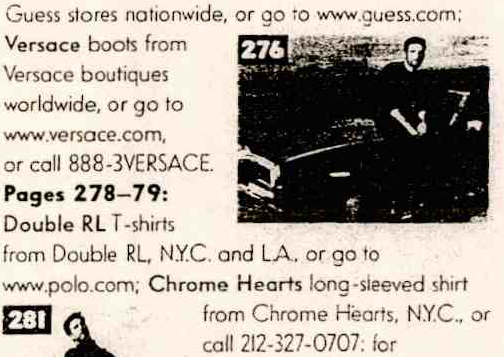 Guess stores nationwide, or go to www.guess.com;
Versace boots from
276
Versace boutiques
worldwide, or go to
www.versace.com,
or call 888-3VERSACE.
Pages 278–79:
Double RL T-shirts
from Double RL, N.Y.C. and L.A., or go to
www.polo.com; Chrome Hearts long-sleeved shirt
281
from Chrome Hearts, N.Y.C., or
call 212-327-0707; for